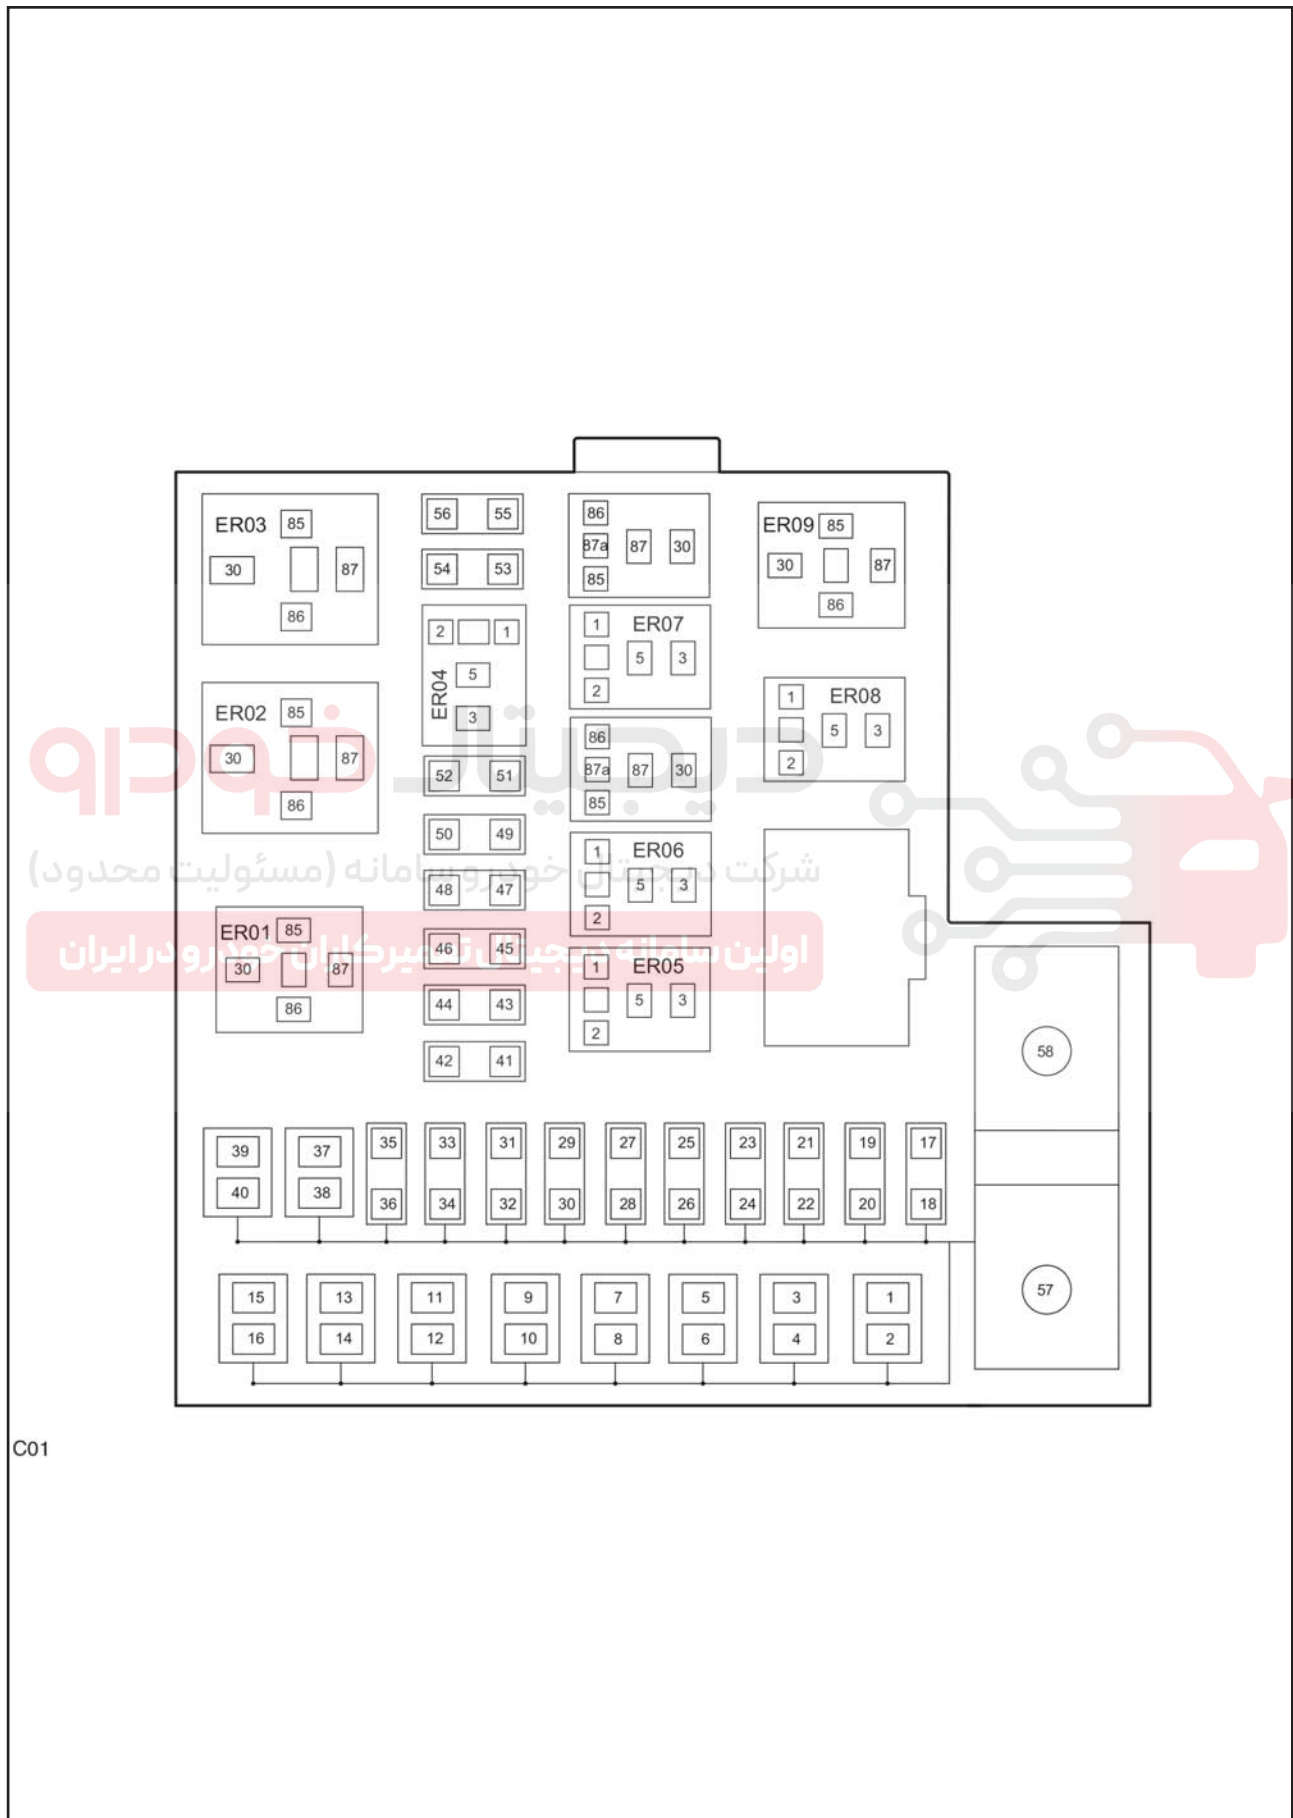 ER03 85
30 87
86
56 55
54 53
86
87a 87 30
85
ER09 85
30 87
86
2 1
5
3
ER04
1 ER07
5 3
2
ER02 85
30 87
86
1 ER08
5 3
2
86
87a 87 30
85
52 51
50 49
48 47
46 45
44 43
42 41
1 ER06
5 3
2
ER01 85
30 87
86
1 ER05
5 3
2
دیجیتال خودرو
شرکت دیجیتال خودرو سامانه (مسئولیت محدود)
اولین سامانه دیجیتال تعمیرکاران خودرو در ایران
58
39 37 35 33 31 29 27 25 23 21 19 17
40 38 36 34 32 30 28 26 24 22 20 18
57
15 13 11 9 7 5 3 1
16 14 12 10 8 6 4 2
C01